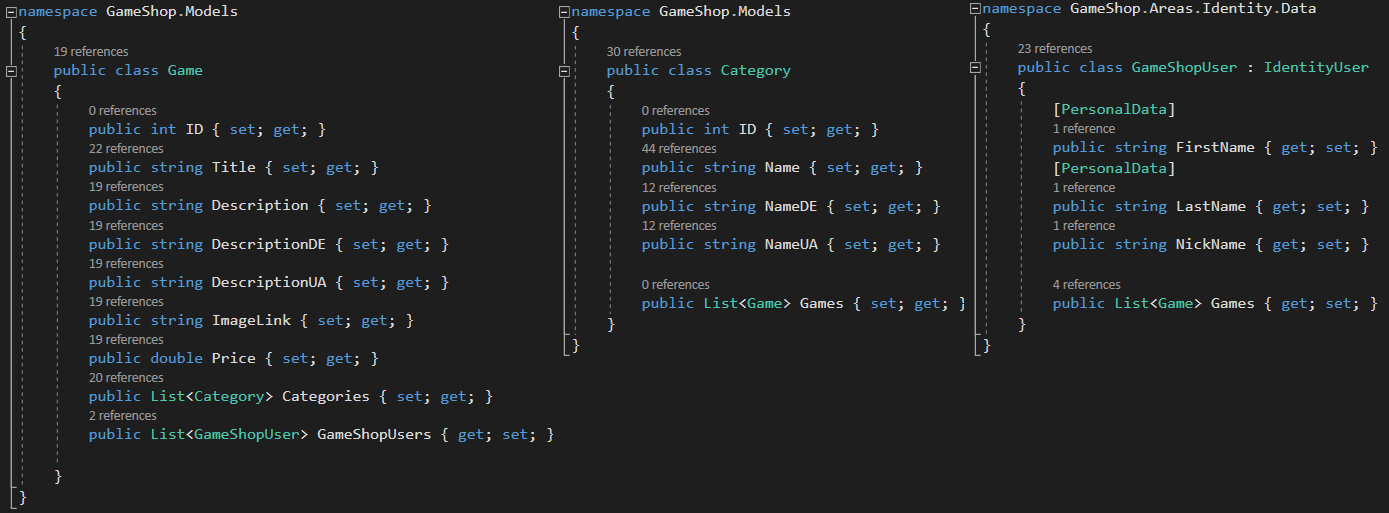 namespace GameShop.Models
{
19 references
public class Game
{
0 references
public int ID { set; get; }
22 references
public string Title { set; get; }
19 references
public string Description { set; get; }
19 references
public string DescriptionDE { set; get; }
19 references
public string DescriptionUA { set; get; }
19 references
public string ImageLink { set; get; }
19 references
public double Price { set; get; }
20 references
public List<Category> Categories { set; get; }
2 references
public List<GameShopUser> GameShopUsers { get; set; }
}
}
namespace GameShop.Models
{
30 references
public class Category
{
0 references
public int ID { set; get; }
44 references
public string Name { set; get; }
12 references
public string NameDE { set; get; }
12 references
public string NameUA { set; get; }
0 references
public List<Game> Games { set; get; }
}
}
namespace GameShop.Areas.Identity.Data
{
23 references
public class GameShopUser : IdentityUser
{
[PersonalData]
1 reference
public string FirstName { get; set; }
[PersonalData]
1 reference
public string LastName { get; set; }
1 reference
public string NickName { get; set; }
4 references
public List<Game> Games { get; set; }
}
}